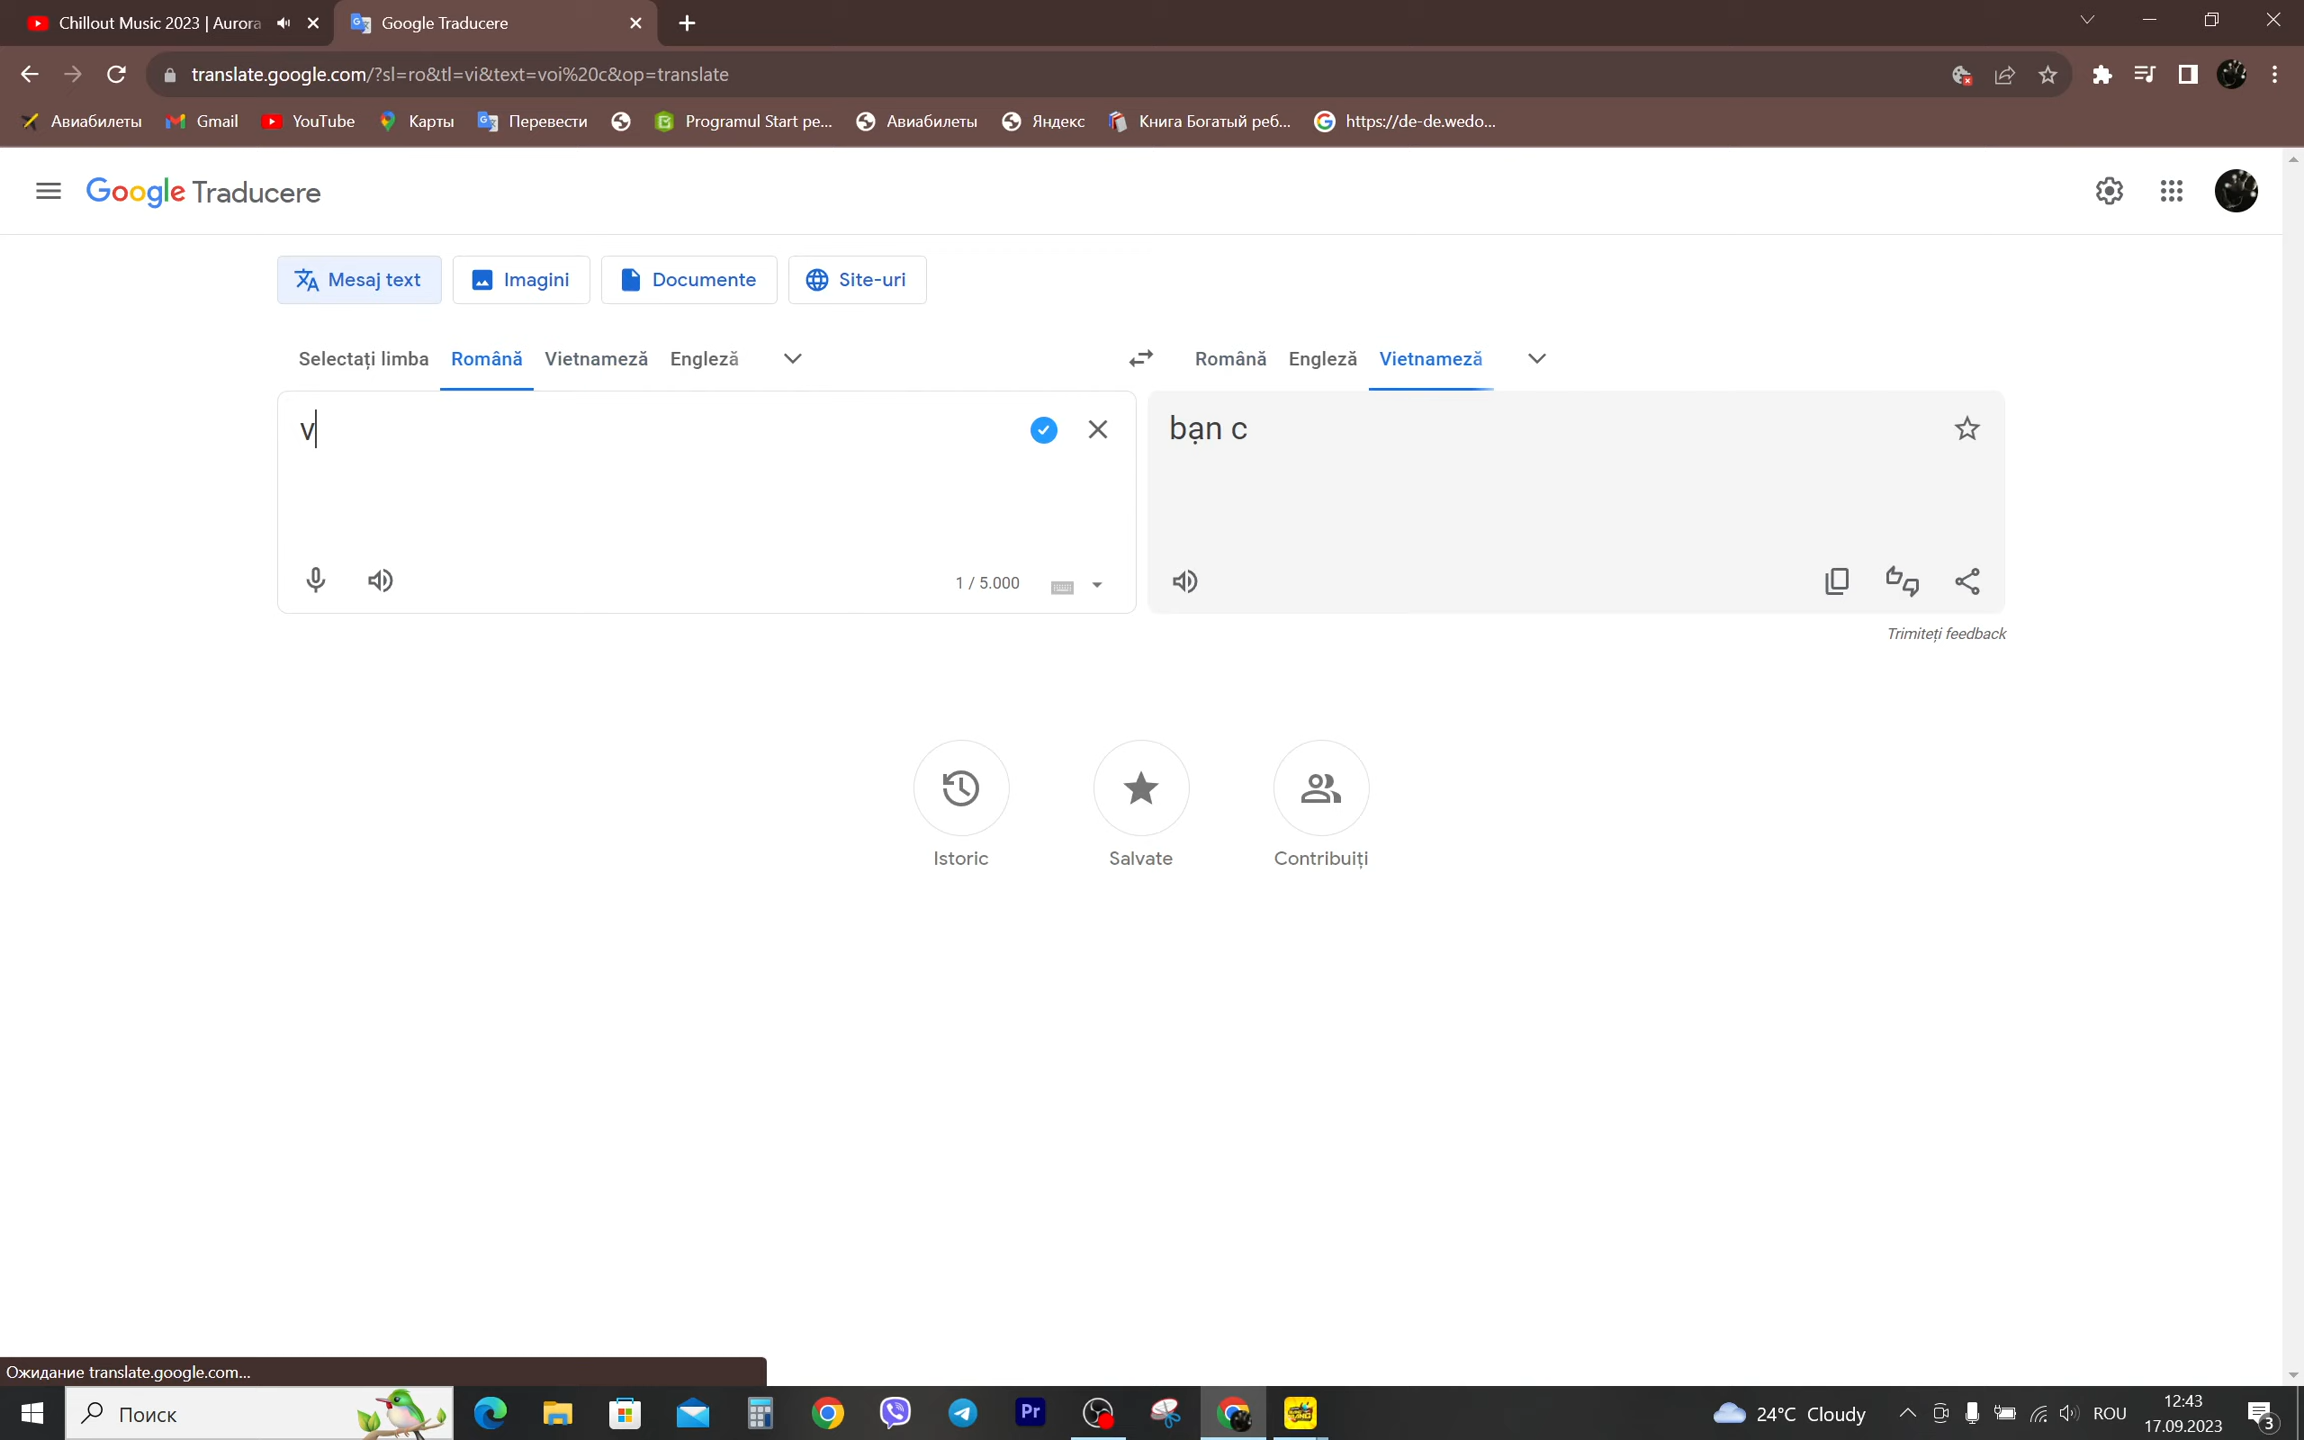 Chillout Music 2023 | Aurora
Google Traducere
translate.google.com/?sl=ro&tl=vi&text=voi%20c&op=translate
Авиабилеты
Gmail
YouTube
Карты
Перевести
Programul Start pe...
Авиабилеты
Яндекс
Книга Богатый реб...
https://de-de.wedo...
Google Traducere
Mesaj text
Imagini
Documente
Site-uri
Selectați limba
Română
Vietnameză
Engleză
Română
Engleză
Vietnameză
v
bạn c
1 / 5.000
Trimiteți feedback
Istoric
Salvate
Contribuiți
Ожидание translate.google.com...
Поиск
Pr
24°C Cloudy
ROU
12:43
17.09.2023
3